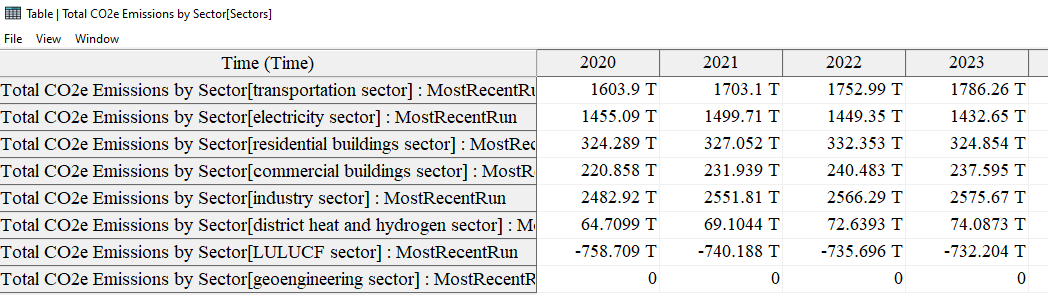 Table | Total CO2e Emissions by Sector[Sectors]
File View Window
Time (Time) 2020 2021 2022 2023
Total CO2e Emissions by Sector[transportation sector] : MostRecentRu 1603.9 T 1703.1 T 1752.99 T 1786.26 T
Total CO2e Emissions by Sector[electricity sector] : MostRecentRun 1455.09 T 1499.71 T 1449.35 T 1432.65 T
Total CO2e Emissions by Sector[residential buildings sector] : MostRec 324.289 T 327.052 T 332.353 T 324.854 T
Total CO2e Emissions by Sector[commercial buildings sector] : MostR 220.858 T 231.939 T 240.483 T 237.595 T
Total CO2e Emissions by Sector[industry sector] : MostRecentRun 2482.92 T 2551.81 T 2566.29 T 2575.67 T
Total CO2e Emissions by Sector[district heat and hydrogen sector] : M 64.7099 T 69.1044 T 72.6393 T 74.0873 T
Total CO2e Emissions by Sector[LULUCF sector] : MostRecentRun -758.709 T -740.188 T -735.696 T -732.204 T
Total CO2e Emissions by Sector[geoengineering sector] : MostRecentR 0 0 0 0